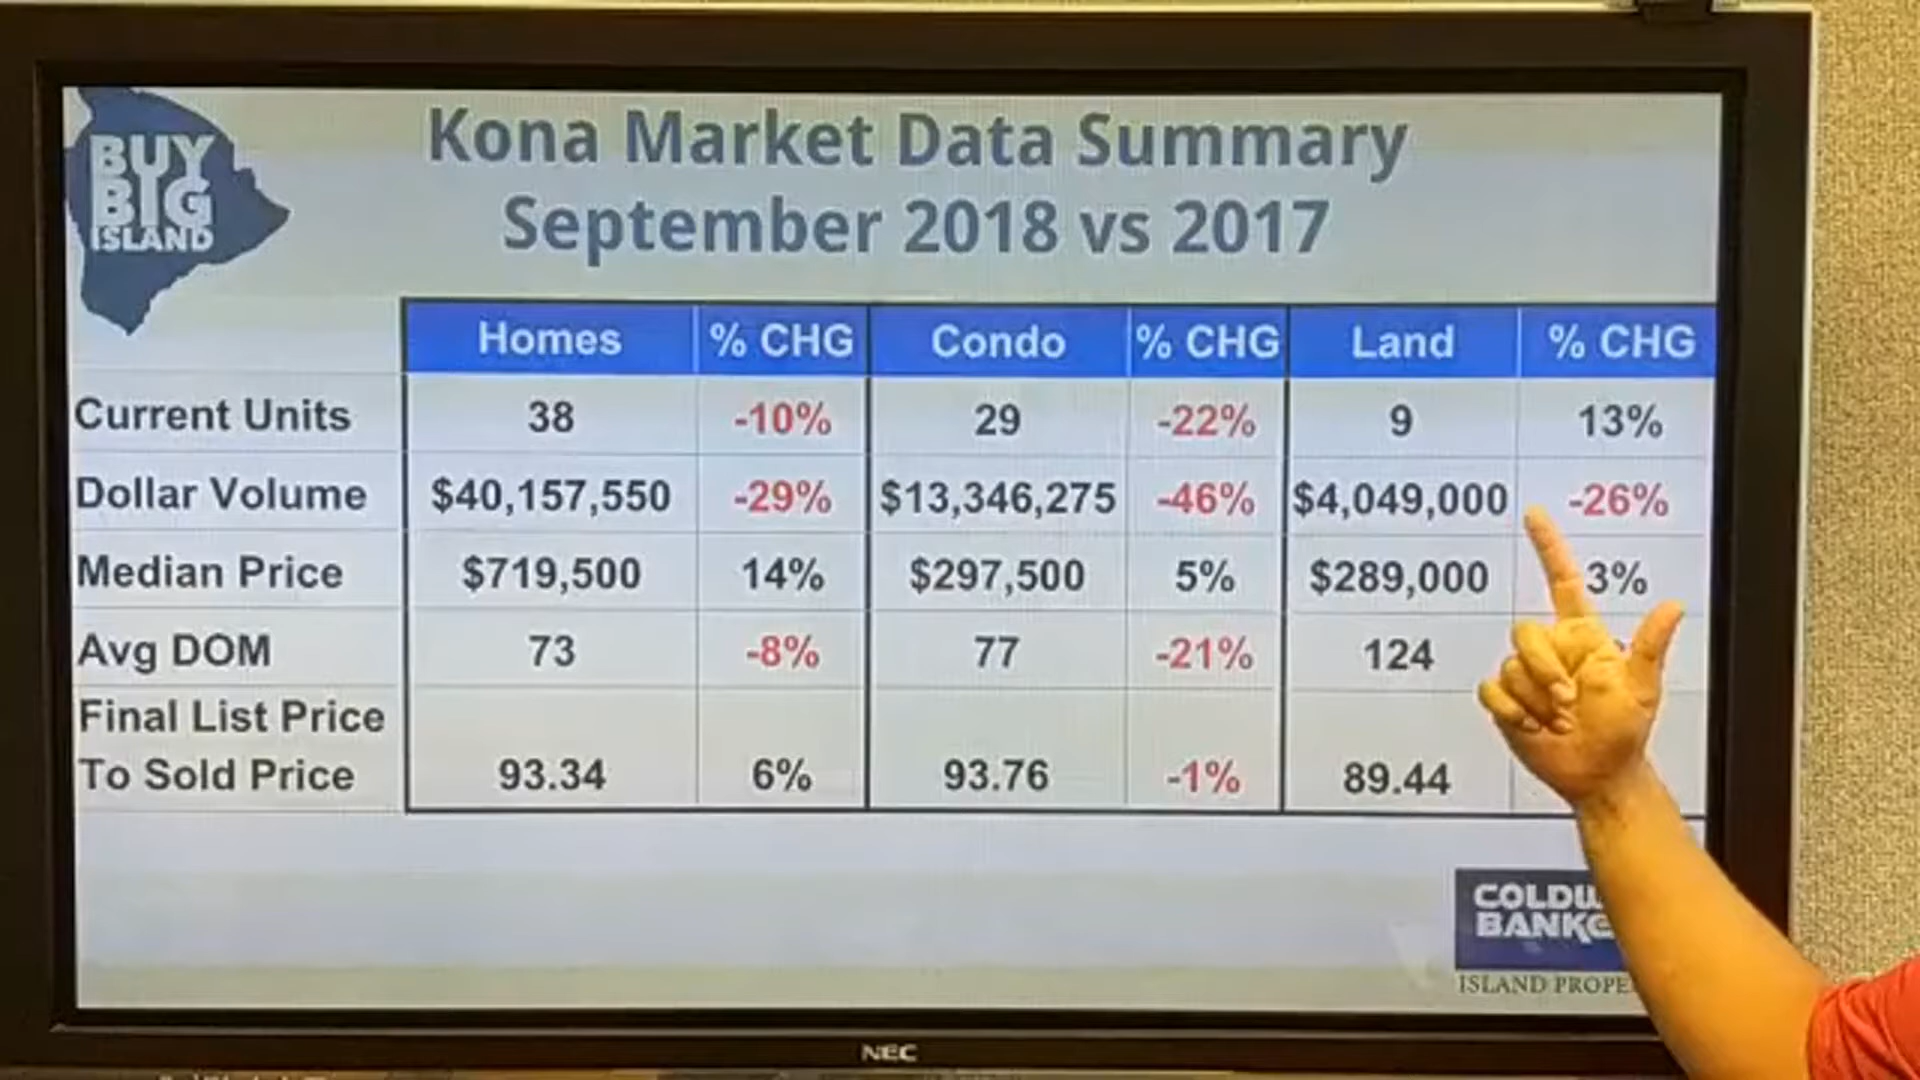 BUY
BIG
ISLAND
Kona Market Data Summary
September 2018 vs 2017
Homes % CHG Condo % CHG Land % CHG
Current Units 38 -10% 29 -22% 9 13%
Dollar Volume $40,157,550 -29% $13,346,275 -46% $4,049,000 -26%
Median Price $719,500 14% $297,500 5% $289,000 3%
Avg DOM 73 -8% 77 -21% 124
Final List Price
To Sold Price 93.34 6% 93.76 -1% 89.44
ISLAND
NEC